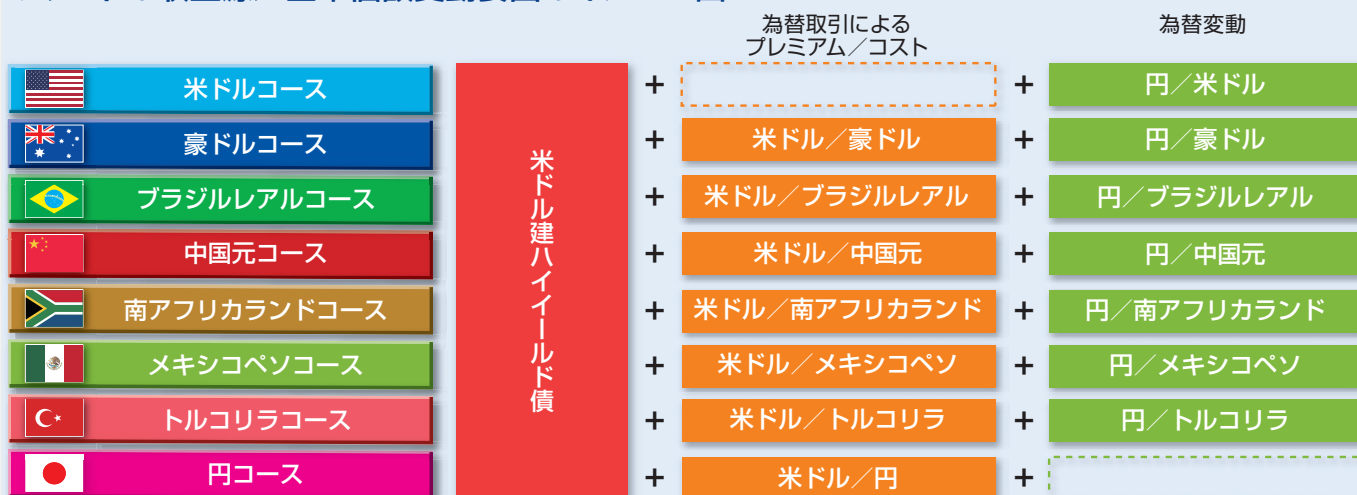 為替取引による
プレミアム／コスト
為替変動
米ドルコース
+
+
円／米ドル
豪ドルコース
+
米ドル／豪ドル
+
円／豪ドル
ブラジルレアルコース
+
米ドル／ブラジルレアル
+
円／ブラジルレアル
中国元コース
+
米ドル／中国元
+
円／中国元
南アフリカランドコース
+
米ドル／南アフリカランド
+
円／南アフリカランド
メキシコペソコース
+
米ドル／メキシコペソ
+
円／メキシコペソ
トルコリラコース
+
米ドル／トルコリラ
+
円／トルコリラ
円コース
+
米ドル／円
+
米ドル建ハイイールド債